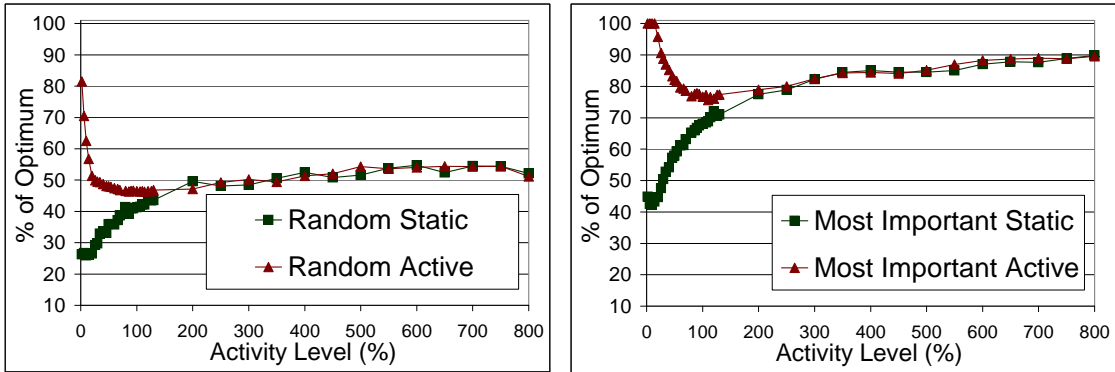 100
90
80
70
60
50
40
30
20
10
% of Optimum
0 100 200 300 400 500 600 700 800
Activity Level (%)
Random Static
Random Active
100
90
80
70
60
50
40
30
20
10
% of Optimum
0 100 200 300 400 500 600 700 800
Activity Level (%)
Most Important Static
Most Important Active